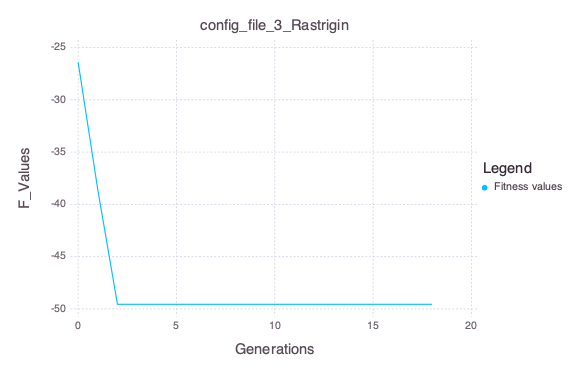 config_file_3_Rastrigin
F_Values
-25
-30
-35
-40
-45
-50
0 5 10 15 20
Generations
Legend
Fitness values